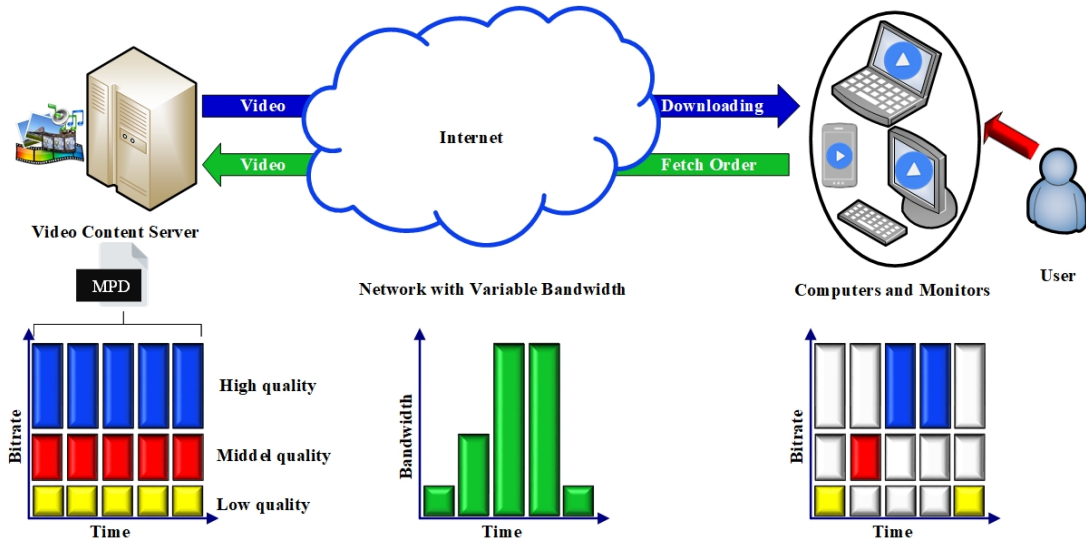 Video
Downloading
Internet
Video
Fetch Order
Video Content Server
User
MPD
Network with Variable Bandwidth
Computers and Monitors
Bitrate
High quality
Middel quality
Low quality
Time
Bandwidth
Time
Bitrate
Time